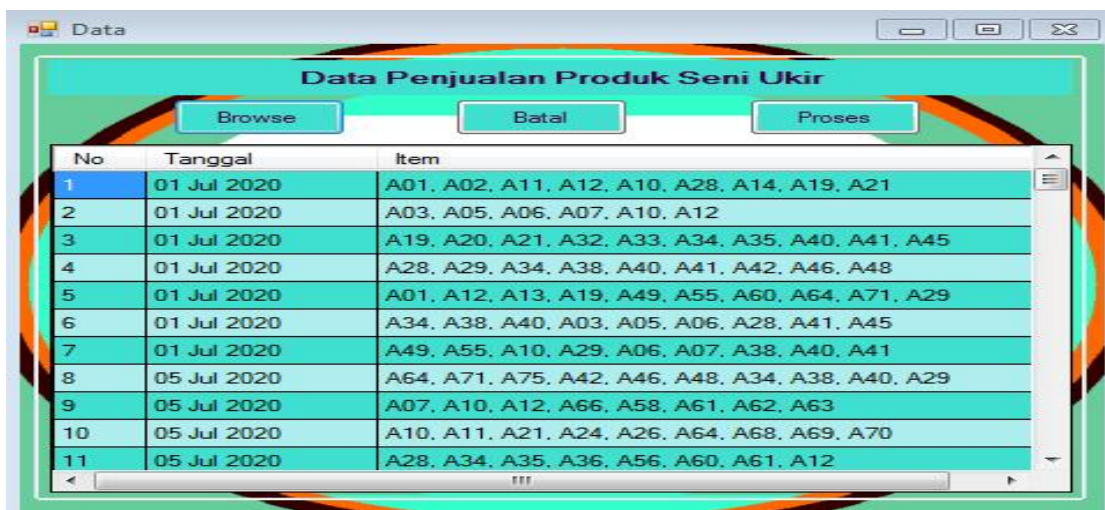 Data
Data Penjualan Produk Seni Ukir
Browse Batal Proses
No Tanggal Item
1 01 Jul 2020 A01, A02, A11, A12, A10, A28, A14, A19, A21
2 01 Jul 2020 A03, A05, A06, A07, A10, A12
3 01 Jul 2020 A19, A20, A21, A32, A33, A34, A35, A40, A41, A45
4 01 Jul 2020 A28, A29, A34, A38, A40, A41, A42, A46, A48
5 01 Jul 2020 A01, A12, A13, A19, A49, A55, A60, A64, A71, A29
6 01 Jul 2020 A34, A38, A40, A03, A05, A06, A28, A41, A45
7 01 Jul 2020 A49, A55, A10, A29, A06, A07, A38, A40, A41
8 05 Jul 2020 A64, A71, A75, A42, A46, A48, A34, A38, A40, A29
9 05 Jul 2020 A07, A10, A12, A66, A58, A61, A62, A63
10 05 Jul 2020 A10, A11, A21, A24, A26, A64, A68, A69, A70
11 05 Jul 2020 A28, A34, A35, A36, A56, A60, A61, A12